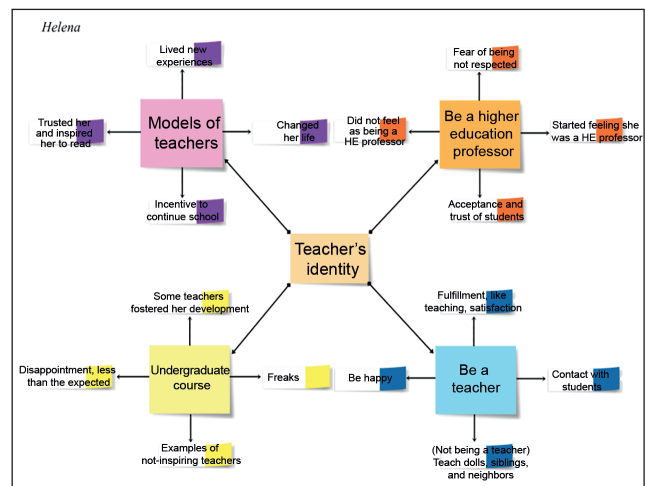 Helena
Lived new
experiences
Trusted her
and inspired
her to read
Models of
teachers
Changed
her life
Incentive to
continue school
Fear of being
not respected
Did not feel
as being a
HE professor
Be a higher
education
professor
Started feeling she
was a HE professor
Acceptance and
trust of students
Teacher's
identity
Some teachers
fostered her development
Disappointment, less
than the expected
Undergraduate
course
Freaks
Examples of
not-inspiring teachers
Fulfillment, like
teaching, satisfaction
Be happy
Be a
teacher
Contact with
students
(Not being a teacher)
Teach dolls, siblings,
and neighbors